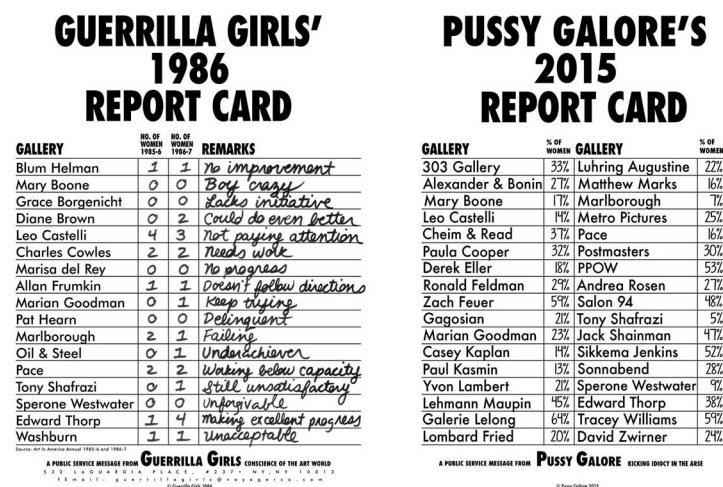 GUERRILLA GIRLS'
1986
REPORT CARD
GALLERY NO. OF WOMEN 1985-6 NO. OF WOMEN 1986-7 REMARKS
Blum Helman 1 1 no improvement
Mary Boone 0 0 Boy crazy
Grace Borgenicht 0 0 Lacks initiative
Diane Brown 0 2 Could do even better
Leo Castelli 4 3 not paying attention
Charles Cowles 2 2 needs work
Marisa del Rey 0 0 no progress
Allan Frumkin 1 1 Doesn't follow directions
Marian Goodman 0 1 Keep trying
Pat Hearn 0 0 Delinquent
Marlborough 2 1 Failing
Oil & Steel 0 1 Underachiever
Pace 2 2 Working below capacity
Tony Shafrazi 0 1 Still unsatisfactory
Sperone Westwater 0 0 Unforgivable
Edward Thorp 1 4 making excellent progress
Washburn 1 1 Unacceptable
Source: Art In America Annual 1985-6 and 1986-7
A PUBLIC SERVICE MESSAGE FROM GUERRILLA GIRLS CONSCIENCE OF THE ART WORLD
532 LaGUARDIA PLACE, #237• NY, NY 10012
PUSSY GALORE'S
2015
REPORT CARD
GALLERY % OF WOMEN GALLERY % OF WOMEN
303 Gallery 33% Luhring Augustine 22%
Alexander & Bonin 27% Matthew Marks 16%
Mary Boone 17% Marlborough 7%
Leo Castelli 14% Metro Pictures 25%
Cheim & Read 37% Pace 16%
Paula Cooper 32% Postmasters 30%
Derek Eller 18% PPOW 53%
Ronald Feldman 29% Andrea Rosen 27%
Zach Feuer 59% Salon 94 48%
Gagosian 21% Tony Shafrazi 5%
Marian Goodman 23% Jack Shainman 47%
Casey Kaplan 14% Sikkema Jenkins 52%
Paul Kasmin 13% Sonnabend 28%
Yvon Lambert 21% Sperone Westwater 9%
Lehmann Maupin 45% Edward Thorp 38%
Galerie Lelong 64% Tracey Williams 59%
Lombard Fried 20% David Zwirner 24%
A PUBLIC SERVICE MESSAGE FROM PUSSY GALORE KICKING IDIOCY IN THE ARSE
© Pussy Galore 2015